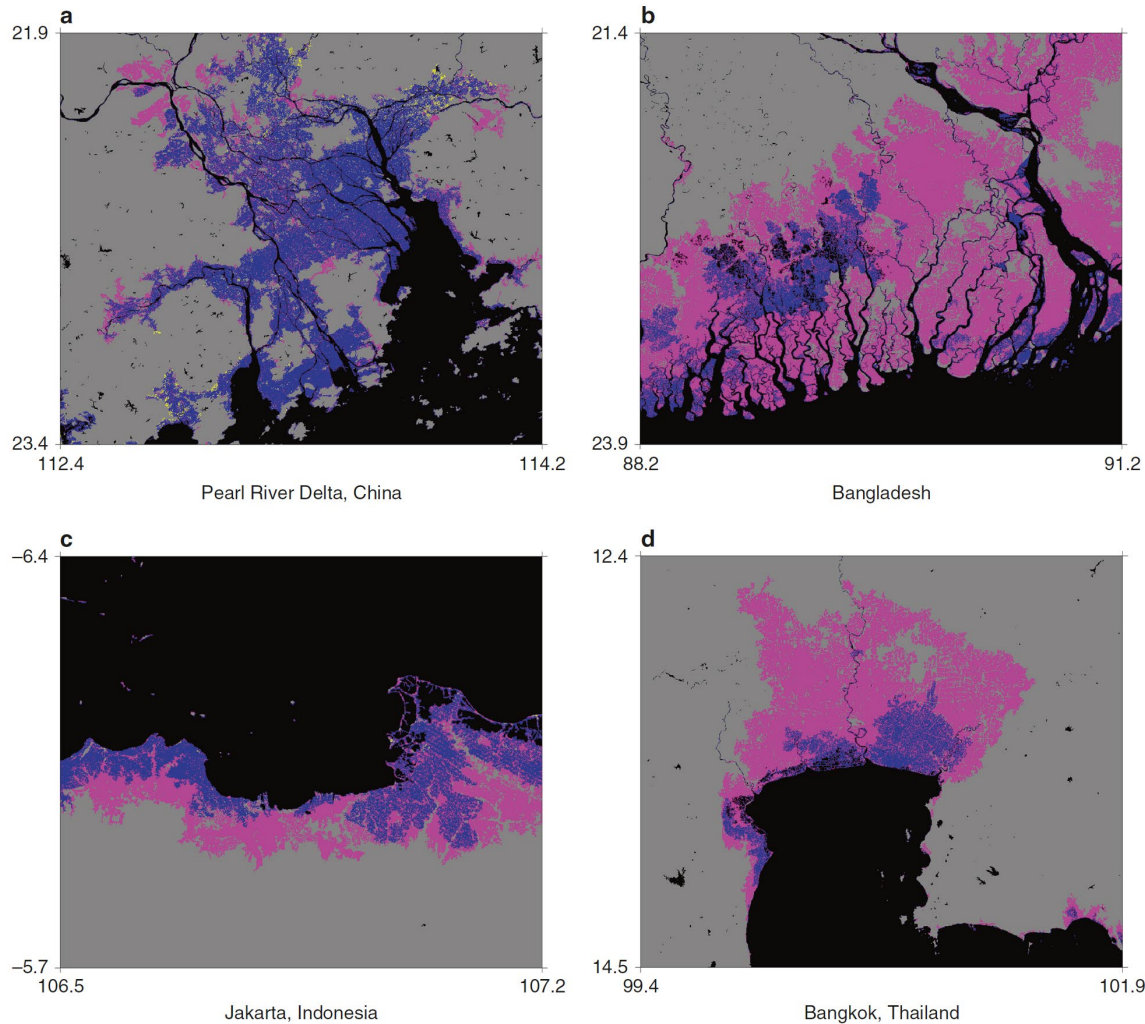 a
21.9
23.4
112.4
114.2
Pearl River Delta, China
b
21.4
23.9
88.2
91.2
Bangladesh
c
–6.4
–5.7
106.5
107.2
Jakarta, Indonesia
d
12.4
14.5
99.4
101.9
Bangkok, Thailand